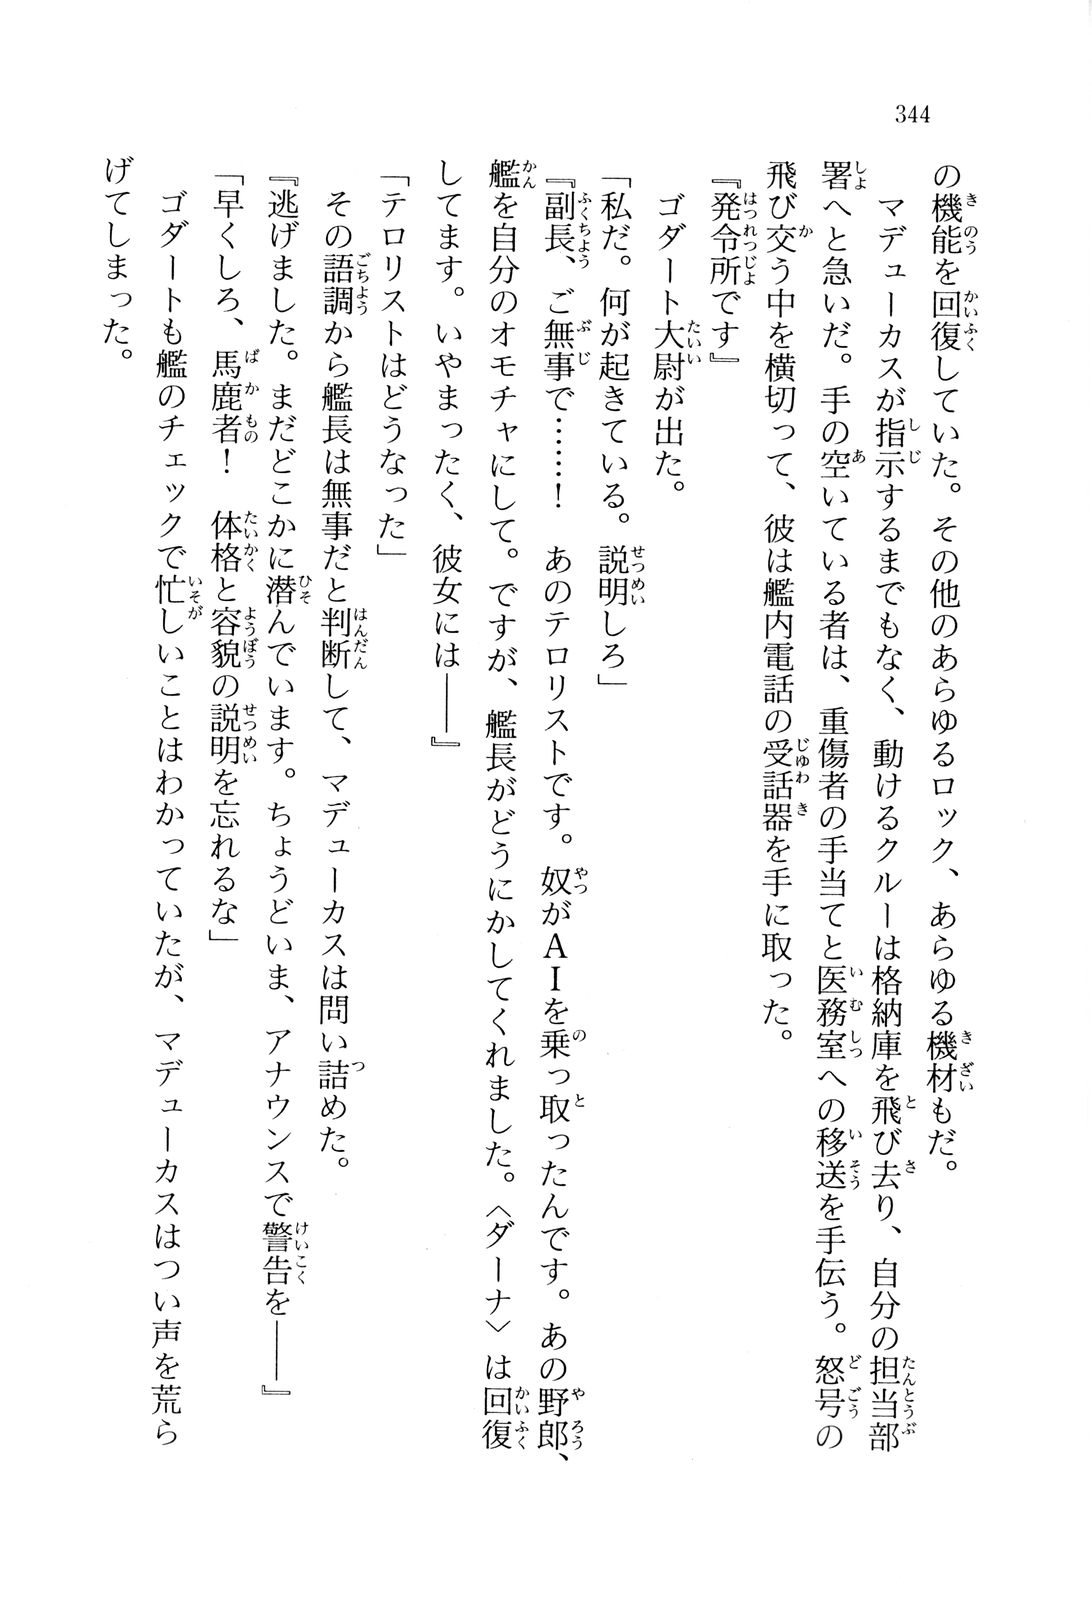 344
の機能を回復していた。その他のあらゆるロック、あらゆる機材もだ。
マデューカスが指示するまでもなく、動けるクルーは格納庫を飛び去り、自分の担当部
署へと急いだ。手の空いている者は、重傷者の手当てと医務室への移送を手伝う。怒号の
飛び交う中を横切って、彼は艦内電話の受話器を手に取った。
『発令所です』
ゴダート大尉が出た。
「私だ。何が起きている。説明しろ」
『副長、ご無事で……！　あのテロリストです。奴がＡＩを乗っ取ったんです。あの野郎、
艦を自分のオモチャにして。ですが、艦長がどうにかしてくれました。〈ダーナ〉は回復
してます。いやまったく、彼女には――』
「テロリストはどうなった」
その語調から艦長は無事だと判断して、マデューカスは問い詰めた。
『逃げました。まだどこかに潜んでいます。ちょうどいま、アナウンスで警告を――』
「早くしろ、馬鹿者！　体格と容貌の説明を忘れるな」
ゴダートも艦のチェックで忙しいことはわかっていたが、マデューカスはつい声を荒ら
げてしまった。